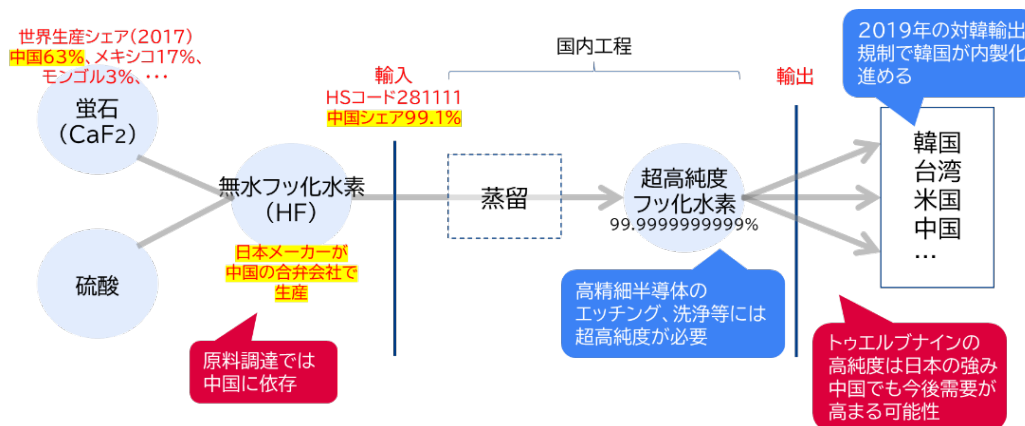 世界生産シェア(2017)
中国63%、メキシコ17%、
モンゴル3%、・・・
蛍石
(CaF2)
硫酸
無水フッ化水素
(HF)
日本メーカーが
中国の合弁会社で
生産
原料調達では
中国に依存
輸入
HSコード281111
中国シェア99.1%
国内工程
蒸留
超高純度
フッ化水素
99.9999999999%
高精細半導体の
エッチング、洗浄等には
超高純度が必要
輸出
2019年の対韓輸出
規制で韓国が内製化
進める
韓国
台湾
米国
中国
…
トゥエルブナインの
高純度は日本の強み
中国でも今後需要が
高まる可能性